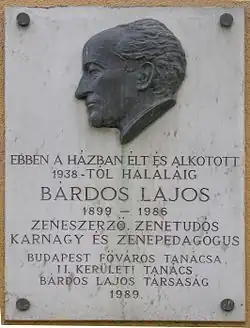 EBBEN A HÁZBAN ÉLT ÉS ALKOTOTT
1938-TÓL HALÁLÁIG
BÁRDOS LAJOS
1899 – 1986
ZENESZERZŐ, ZENETUDÓS
KARNAGY ÉS ZENEPEDAGÓGUS
BUDAPEST FŐVÁROS TANÁCSA
II. KERÜLETI TANÁCS
BÁRDOS LAJOS TÁRSASÁG
1989.